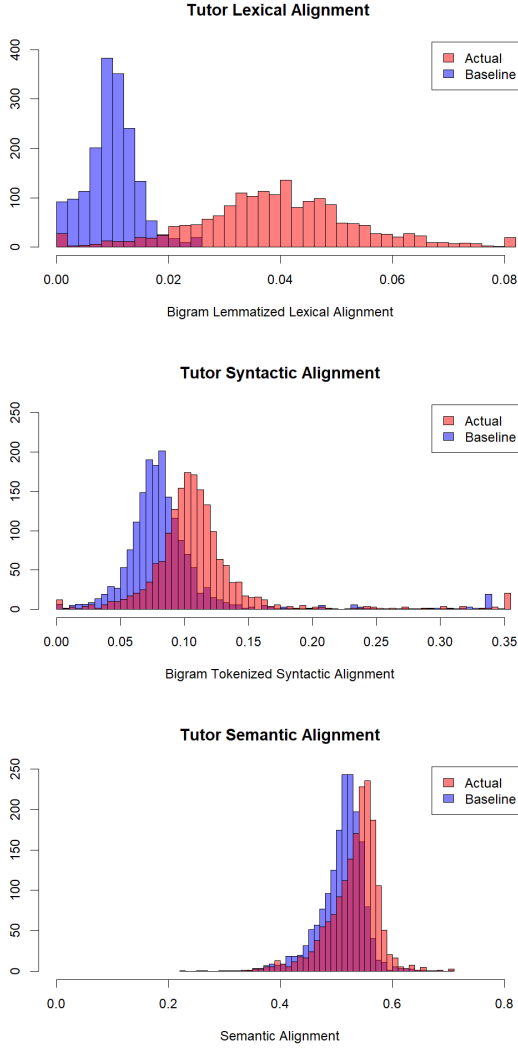 Tutor Lexical Alignment
400
300
200
100
0
Actual
Baseline
0.00 0.02 0.04 0.06 0.08
Bigram Lemmatized Lexical Alignment
Tutor Syntactic Alignment
250
200
150
100
50
0
Actual
Baseline
0.00 0.05 0.10 0.15 0.20 0.25 0.30 0.35
Bigram Tokenized Syntactic Alignment
Tutor Semantic Alignment
250
200
150
100
50
0
Actual
Baseline
0.0 0.2 0.4 0.6 0.8
Semantic Alignment